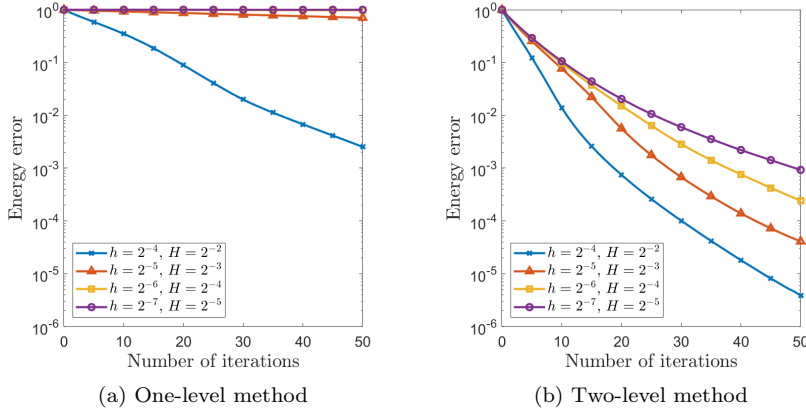 10^0
10^-1
10^-2
10^-3
10^-4
10^-5
10^-6
Energy error
h = 2^-4, H = 2^-2
h = 2^-5, H = 2^-3
h = 2^-6, H = 2^-4
h = 2^-7, H = 2^-5
0 10 20 30 40 50
Number of iterations
(a) One-level method
10^0
10^-1
10^-2
10^-3
10^-4
10^-5
10^-6
Energy error
h = 2^-4, H = 2^-2
h = 2^-5, H = 2^-3
h = 2^-6, H = 2^-4
h = 2^-7, H = 2^-5
0 10 20 30 40 50
Number of iterations
(b) Two-level method